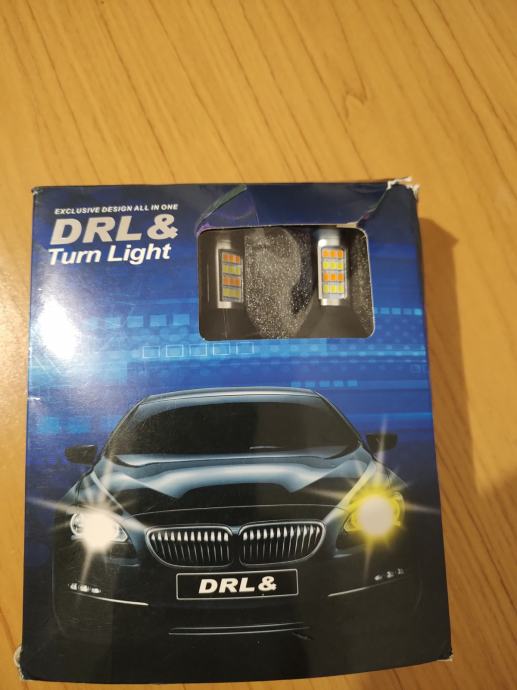 EXCLUSIVE DESIGN ALL IN ONE
DRL &
Turn Light
DRL &